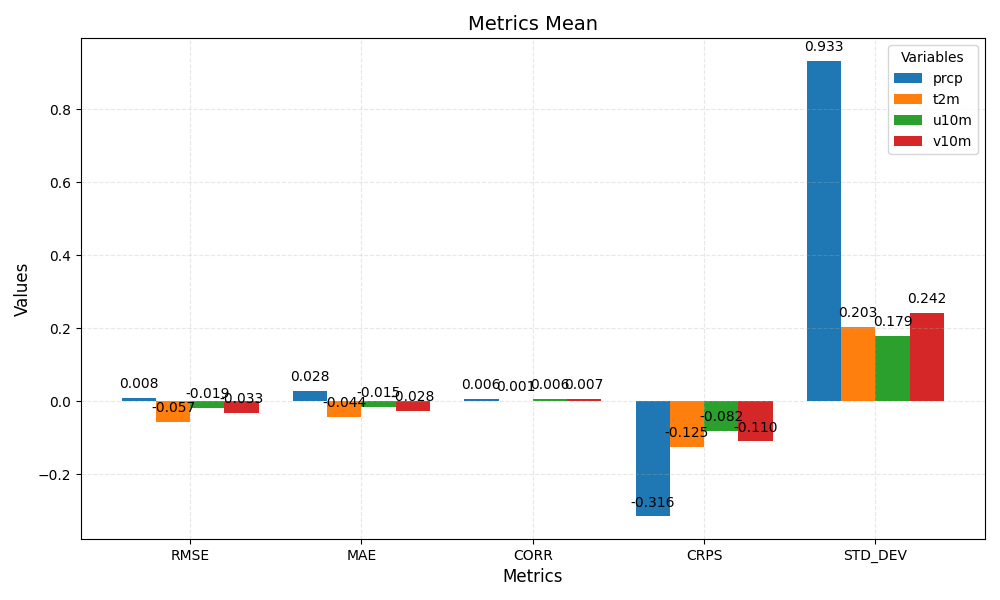 Metrics Mean
0.933
Variables
prcp
t2m
u10m
v10m
0.8
0.6
0.4
0.242
0.203
0.179
0.2
Values
0.008
0.028
0.006
0.001
0.006
0.007
0.0
-0.057
-0.019
-0.033
-0.044
-0.015
-0.028
-0.316
-0.125
-0.082
-0.110
−0.2
RMSE
MAE
CORR
CRPS
STD_DEV
Metrics